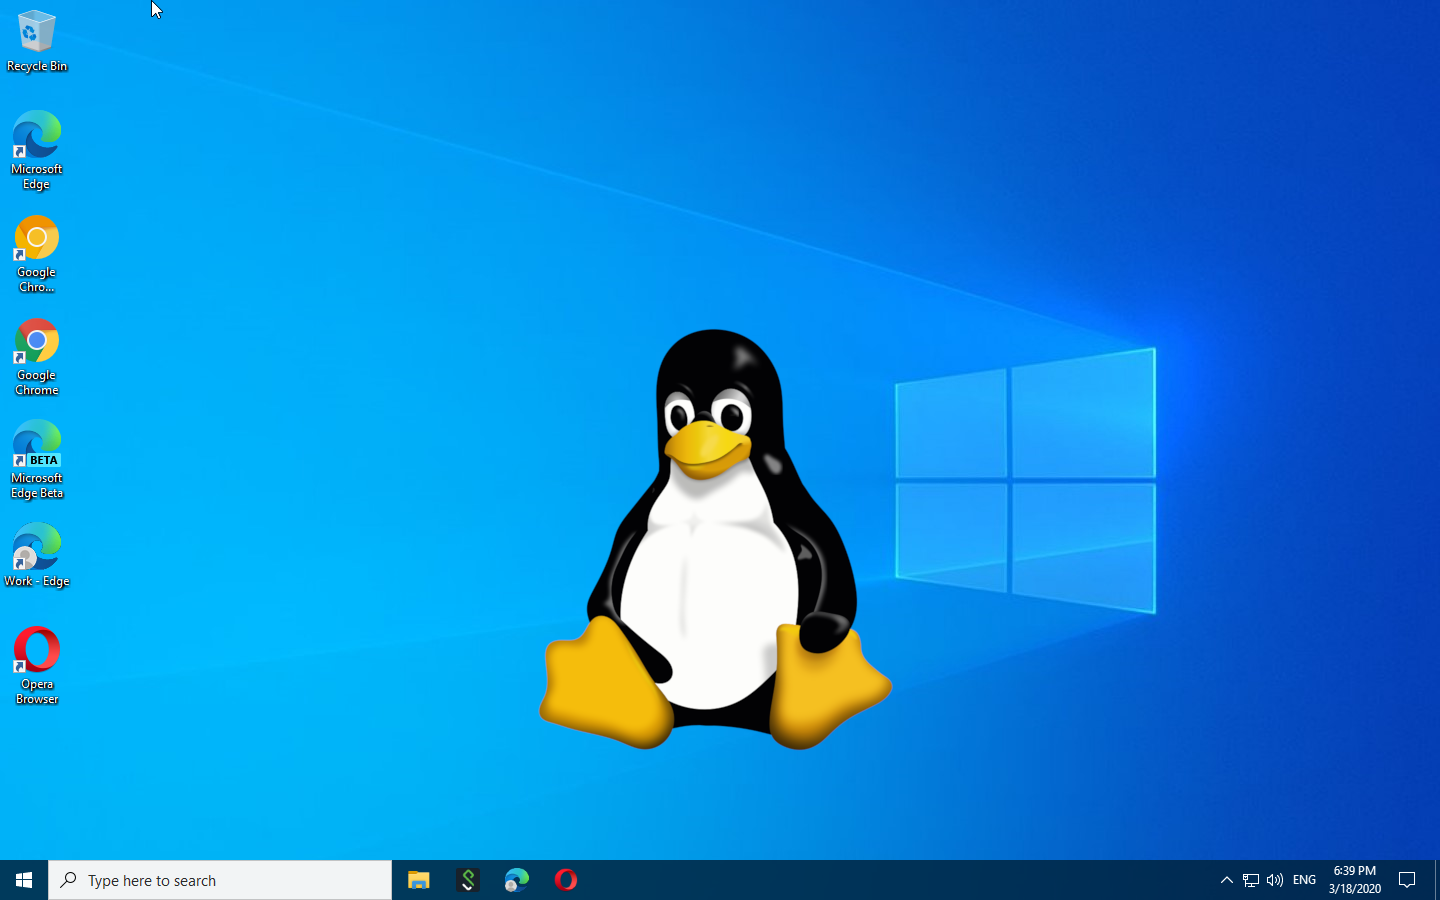 Recycle Bin
Microsoft
Edge
Google
Chro...
Google
Chrome
BETA
Microsoft
Edge Beta
Work - Edge
Opera
Browser
Type here to search
ENG
6:39 PM
3/18/2020